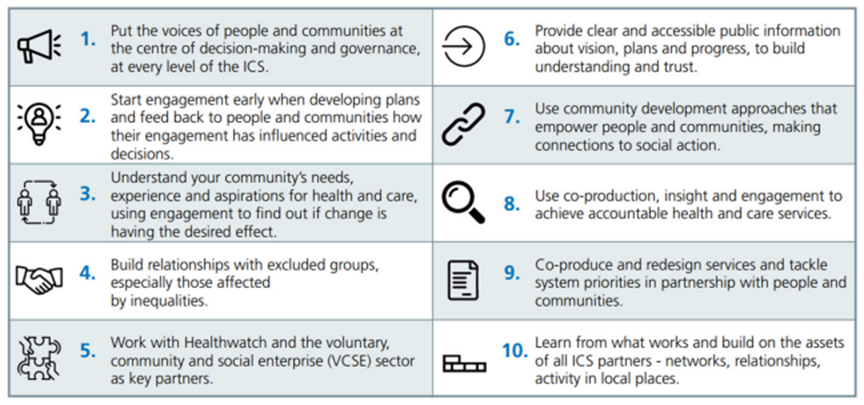 1. Put the voices of people and communities at
the centre of decision-making and governance,
at every level of the ICS.
2. Start engagement early when developing plans
and feed back to people and communities how
their engagement has influenced activities and
decisions.
3. Understand your community's needs,
experience and aspirations for health and care,
using engagement to find out if change is
having the desired effect.
4. Build relationships with excluded groups,
especially those affected
by inequalities.
5. Work with Healthwatch and the voluntary,
community and social enterprise (VCSE) sector
as key partners.
6. Provide clear and accessible public information
about vision, plans and progress, to build
understanding and trust.
7. Use community development approaches that
empower people and communities, making
connections to social action.
8. Use co-production, insight and engagement to
achieve accountable health and care services.
9. Co-produce and redesign services and tackle
system priorities in partnership with people and
communities.
10. Learn from what works and build on the assets
of all ICS partners - networks, relationships,
activity in local places.